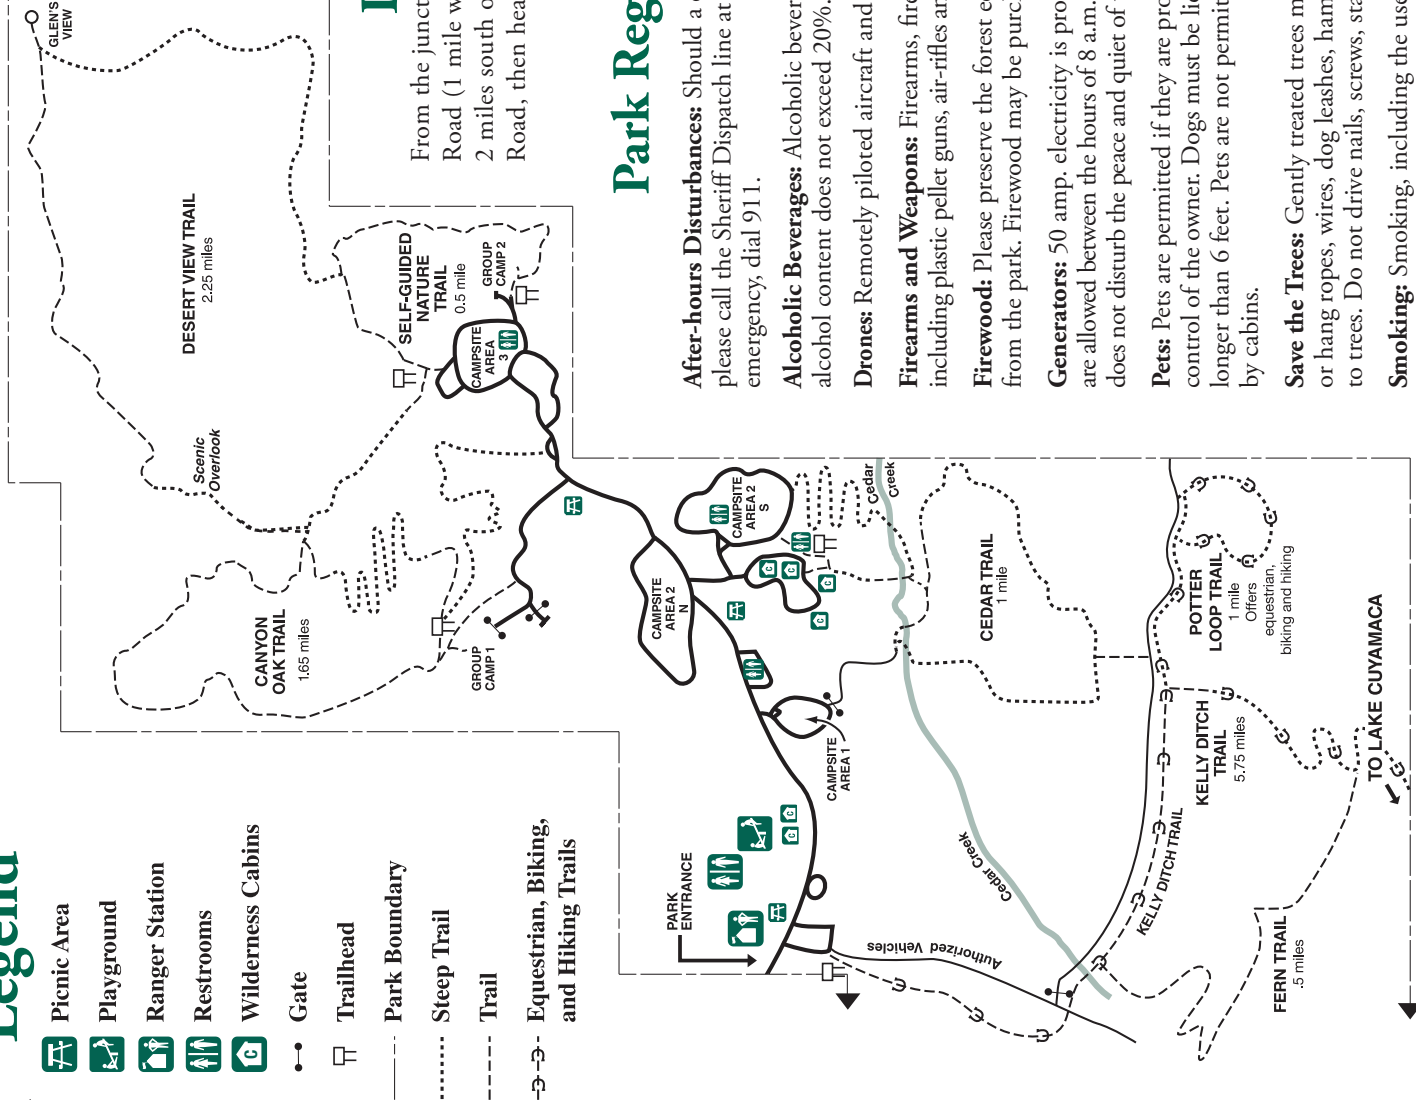 Legend
Picnic Area
Playground
Ranger Station
Restrooms
Wilderness Cabins
Gate
Trailhead
Park Boundary
Steep Trail
Trail
Equestrian, Biking,
and Hiking Trails
GLEN'S
VIEW
DESERT VIEW TRAIL
2.25 miles
Scenic
Overlook
SELF-GUIDED
NATURE
TRAIL
0.5 mile
GROUP
CAMP 2
CAMPSITE
AREA
3
CANYON
OAK TRAIL
1.65 miles
GROUP
CAMP 1
CAMPSITE
AREA 2
N
CAMPSITE
AREA 2
S
C
C
C
C
Cedar
Creek
CEDAR TRAIL
1 mile
CAMPSITE
AREA 1
PARK
ENTRANCE
C
C
Authorized Vehicles
Cedar Creek
KELLY DITCH TRAIL
POTTER
LOOP TRAIL
1 mile
Offers
equestrian,
biking and hiking
KELLY DITCH
TRAIL
5.75 miles
TO LAKE CUYAMACA
FERN TRAIL
.5 miles
From the junct
Road (1 mile w
2 miles south o
Road, then hea
Park Reg
After-hours Disturbances: Should a
please call the Sheriff Dispatch line at
emergency, dial 911.
Alcoholic Beverages: Alcoholic bever
alcohol content does not exceed 20%.
Drones: Remotely piloted aircraft and
Firearms and Weapons: Firearms, fire
including plastic pellet guns, air-rifles an
Firewood: Please preserve the forest ec
from the park. Firewood may be purch
Generators: 50 amp. electricity is pro
are allowed between the hours of 8 a.m.
does not disturb the peace and quiet of
Pets: Pets are permitted if they are pro
control of the owner. Dogs must be lic
longer than 6 feet. Pets are not permit
by cabins.
Save the Trees: Gently treated trees m
or hang ropes, wires, dog leashes, ham
to trees. Do not drive nails, screws, sta
Smoking: Smoking, including the use